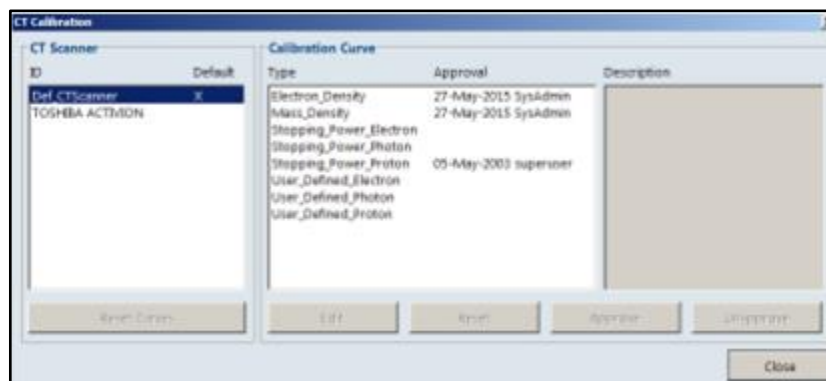 CT Calibration
CT Scanner
ID Default
Def_CTScanner X
TOSHIBA ACTIVION
Reset Curves
Calibration Curve
Type Approval Description
Electron_Density 27-May-2015 SysAdmin
Mass_Density 27-May-2015 SysAdmin
Stopping_Power_Electron
Stopping_Power_Photon
Stopping_Power_Proton 05-May-2003 superuser
User_Defined_Electron
User_Defined_Photon
User_Defined_Proton
Edit Reset Approve Unapprove
Close